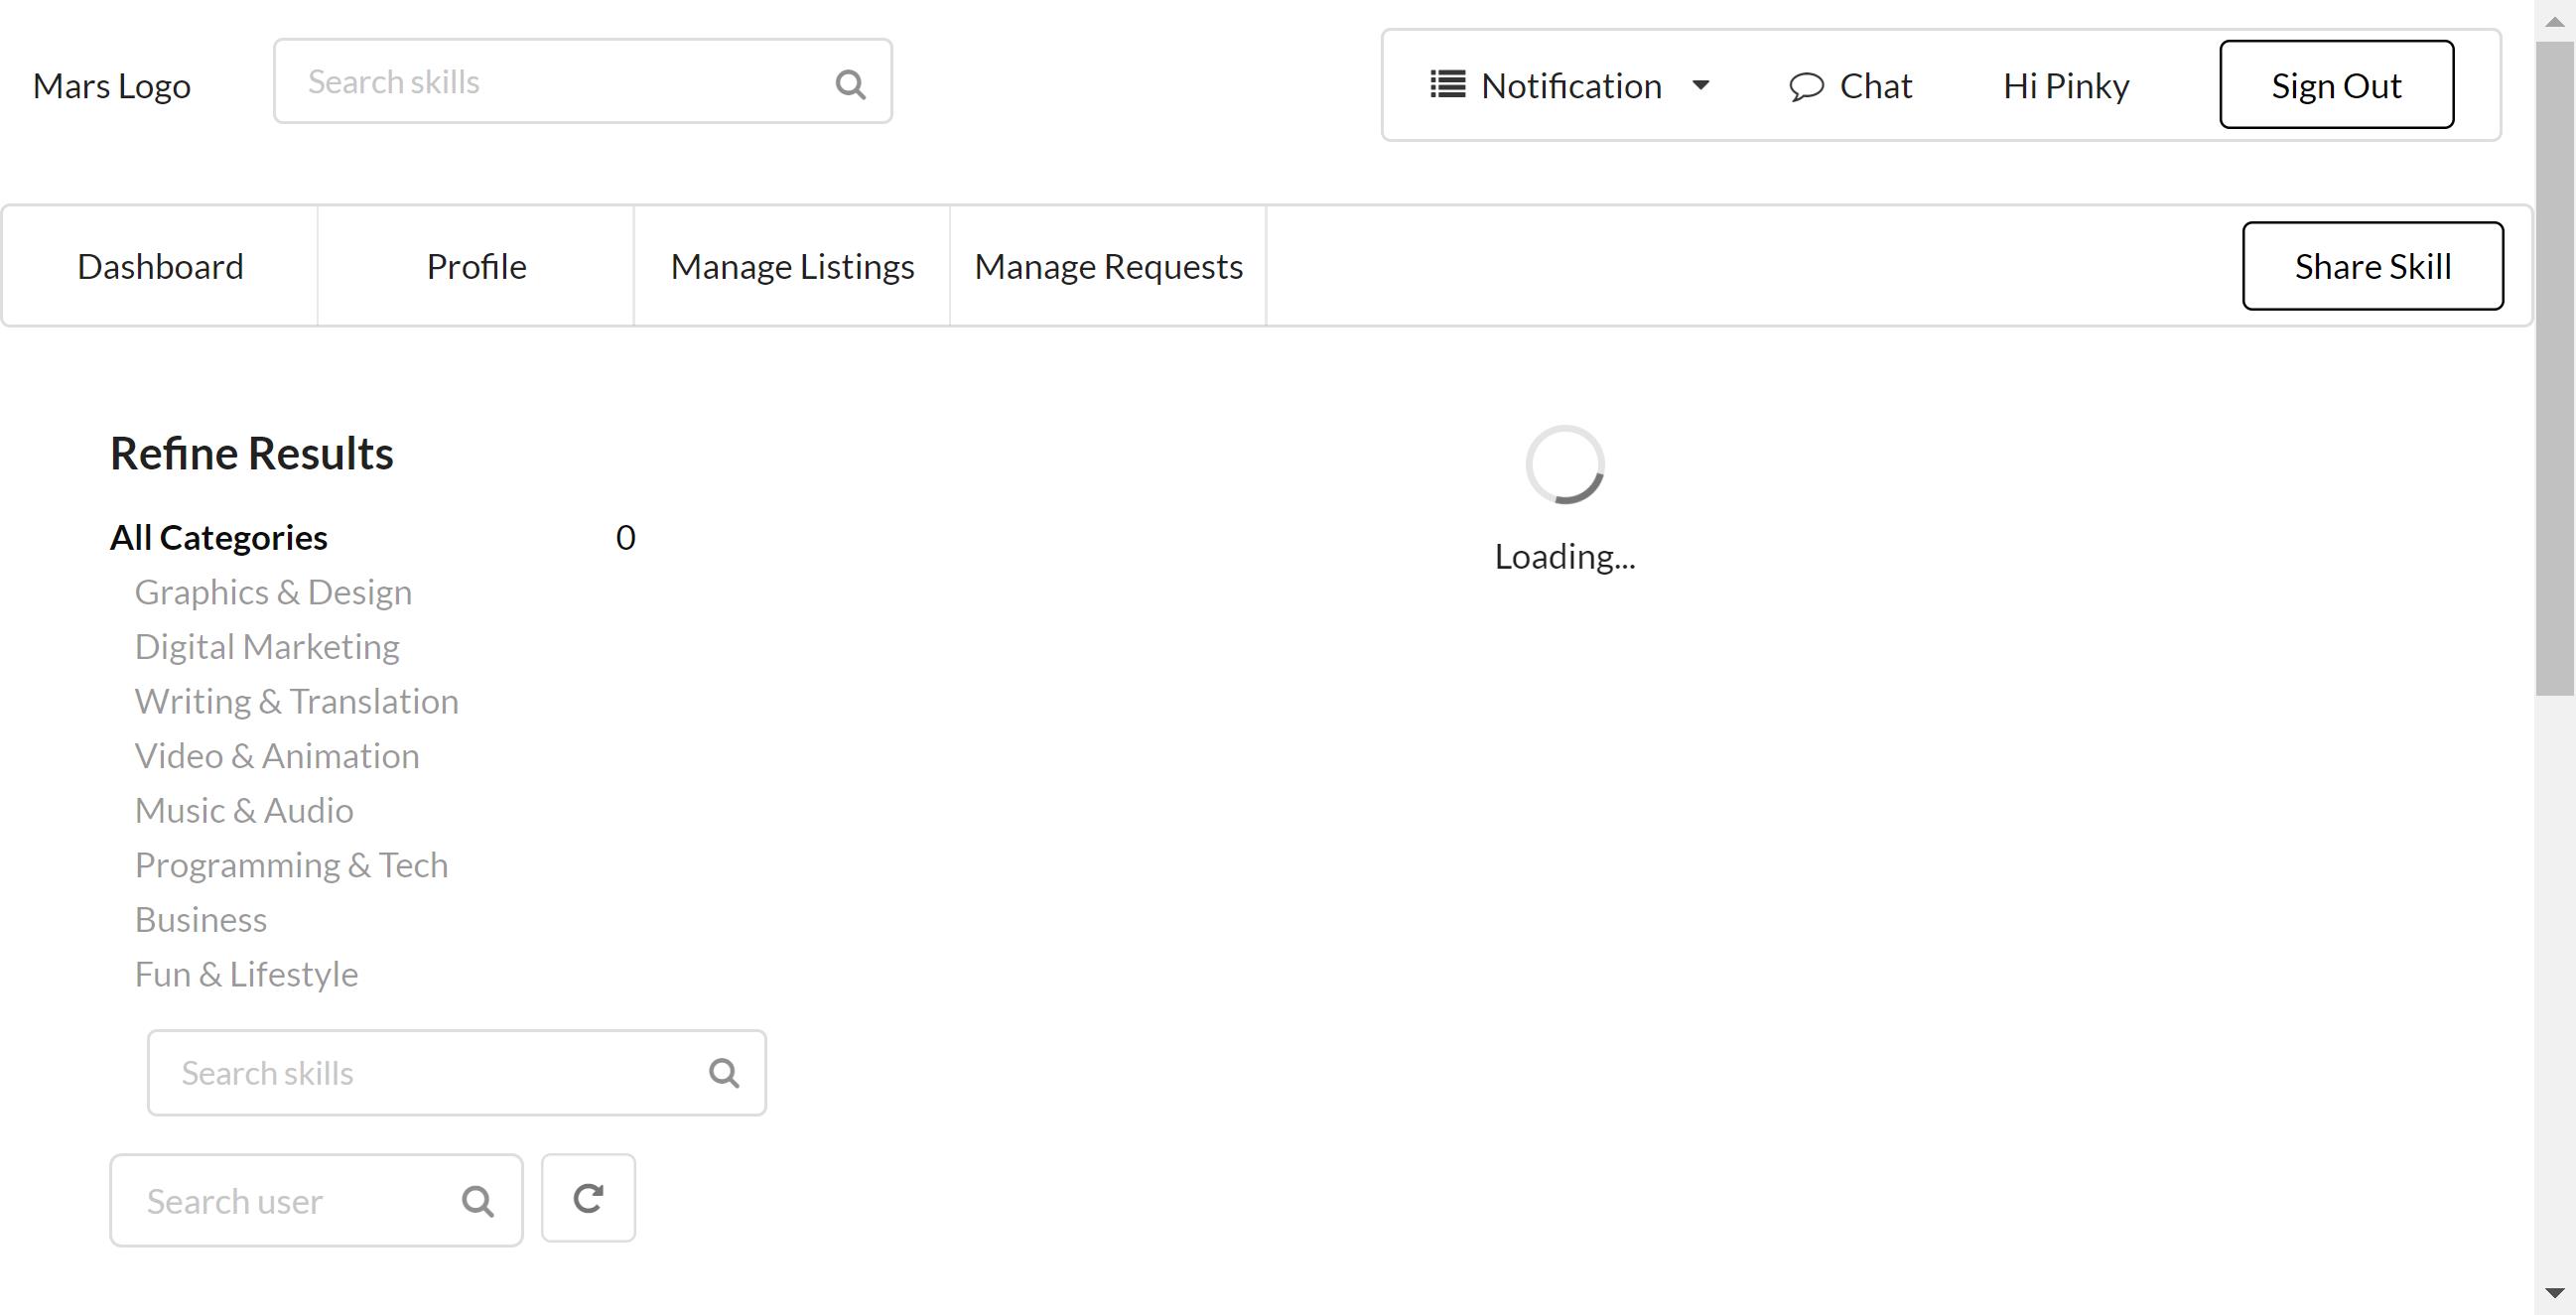 Mars Logo
Search skills
Notification
Chat
Hi Pinky
Sign Out
Dashboard
Profile
Manage Listings
Manage Requests
Share Skill
Refine Results
All Categories 0
Graphics & Design
Digital Marketing
Writing & Translation
Video & Animation
Music & Audio
Programming & Tech
Business
Fun & Lifestyle
Search skills
Search user
Loading...